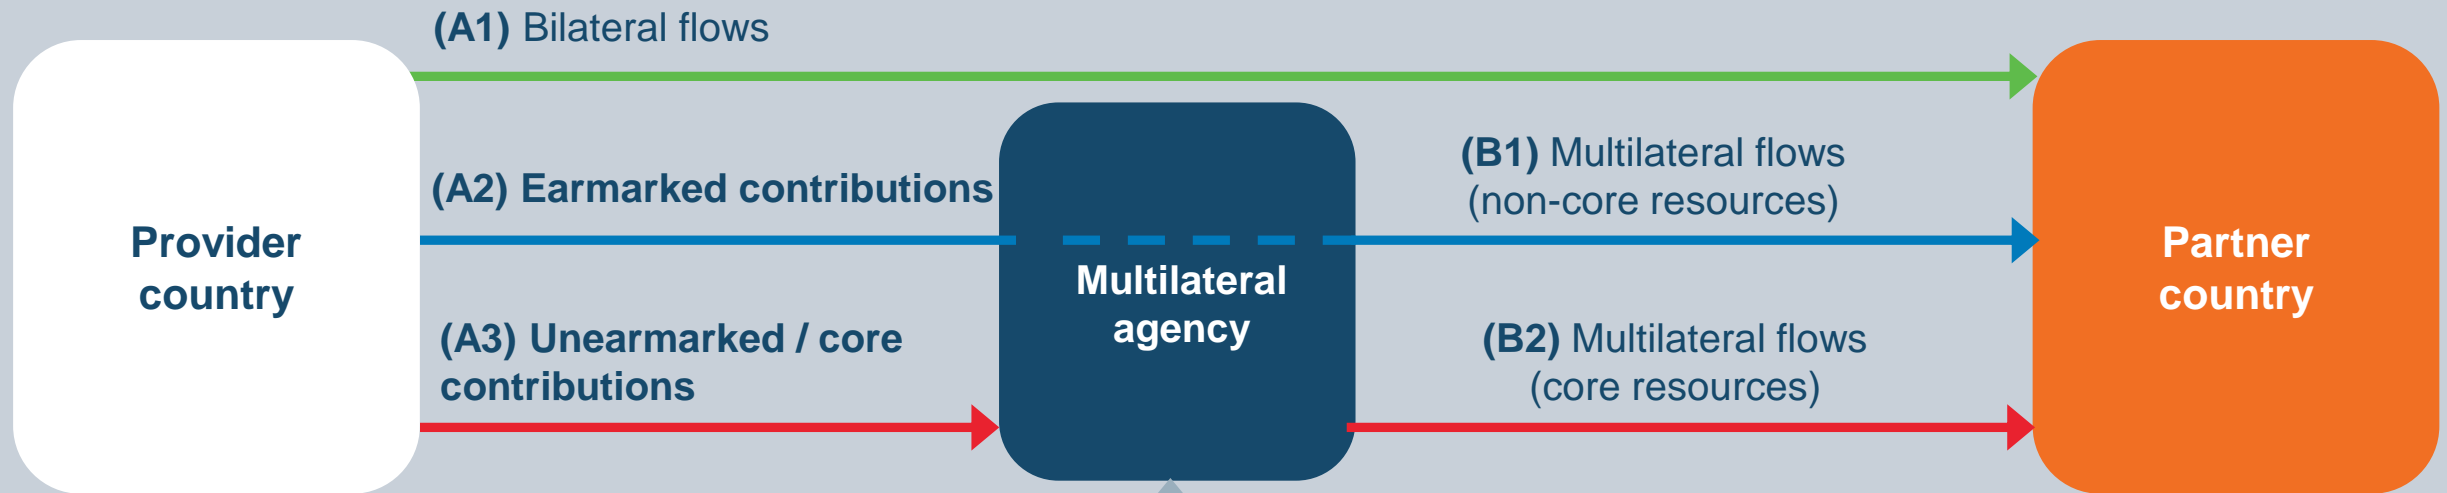 (A1) Bilateral flows
Provider
country
(A2) Earmarked contributions
(A3) Unearmarked / core
contributions
Multilateral
agency
(B1) Multilateral flows
(non-core resources)
(B2) Multilateral flows
(core resources)
Partner
country